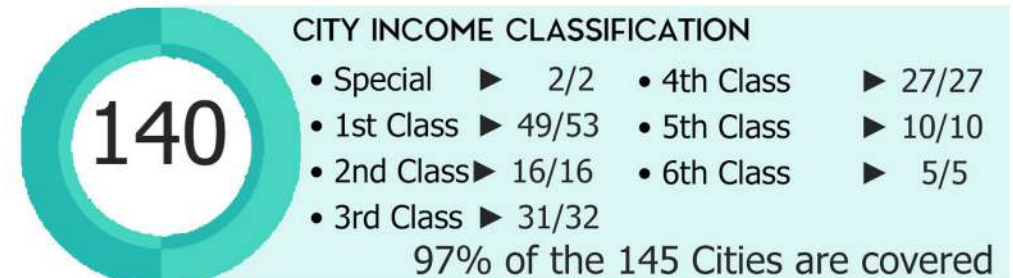 CITY INCOME CLASSIFICATION
140
• Special ► 2/2
• 1st Class ► 49/53
• 2nd Class► 16/16
• 3rd Class ► 31/32
• 4th Class ► 27/27
• 5th Class ► 10/10
• 6th Class ► 5/5
97% of the 145 Cities are covered